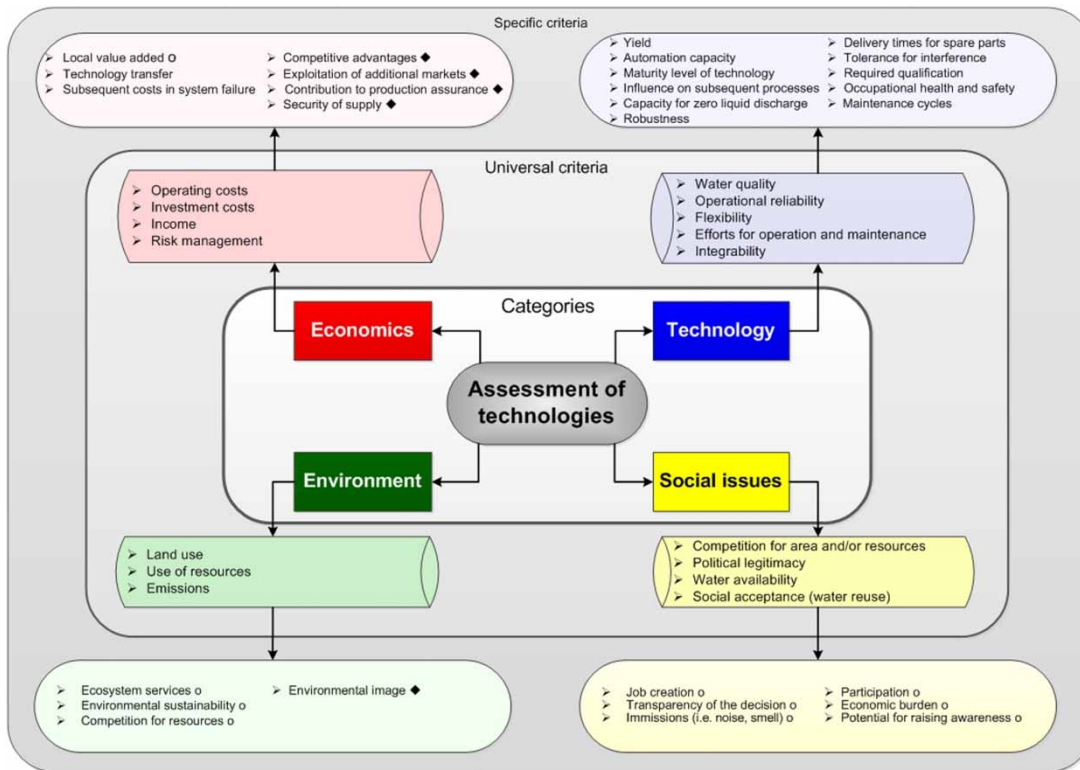 Specific criteria
➢ Local value added o
➢ Technology transfer
➢ Subsequent costs in system failure
➢ Competitive advantages ◆
➢ Exploitation of additional markets ◆
➢ Contribution to production assurance ◆
➢ Security of supply ◆
➢ Yield
➢ Automation capacity
➢ Maturity level of technology
➢ Influence on subsequent processes
➢ Capacity for zero liquid discharge
➢ Robustness
➢ Delivery times for spare parts
➢ Tolerance for interference
➢ Required qualification
➢ Occupational health and safety
➢ Maintenance cycles
Universal criteria
➢ Operating costs
➢ Investment costs
➢ Income
➢ Risk management
➢ Water quality
➢ Operational reliability
➢ Flexibility
➢ Efforts for operation and maintenance
➢ Integrability
Categories
Economics
Technology
Assessment of
technologies
Environment
Social issues
➢ Land use
➢ Use of resources
➢ Emissions
➢ Competition for area and/or resources
➢ Political legitimacy
➢ Water availability
➢ Social acceptance (water reuse)
➢ Ecosystem services o
➢ Environmental sustainability o
➢ Competition for resources o
➢ Environmental image ◆
➢ Job creation o
➢ Transparency of the decision o
➢ Immissions (i.e. noise, smell) o
➢ Participation o
➢ Economic burden o
➢ Potential for raising awareness o